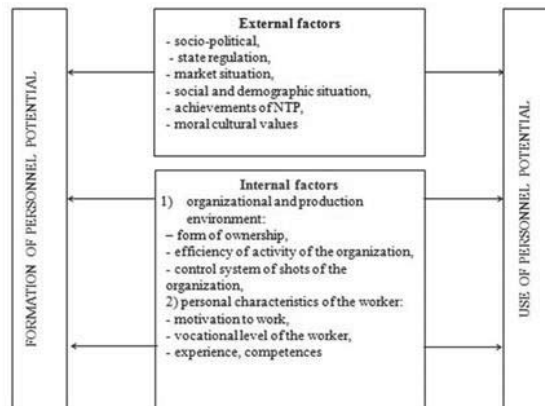 FORMATION OF PERSONNEL POTENTIAL
External factors
- socio-political,
- state regulation,
- market situation,
- social and demographic situation,
- achievements of NTP,
- moral cultural values
Internal factors
1) organizational and production
environment:
– form of ownership,
- efficiency of activity of the organization,
- control system of shots of the
organization,
2) personal characteristics of the worker:
- motivation to work,
- vocational level of the worker,
- experience, competences
USE OF PERSONNEL POTENTIAL